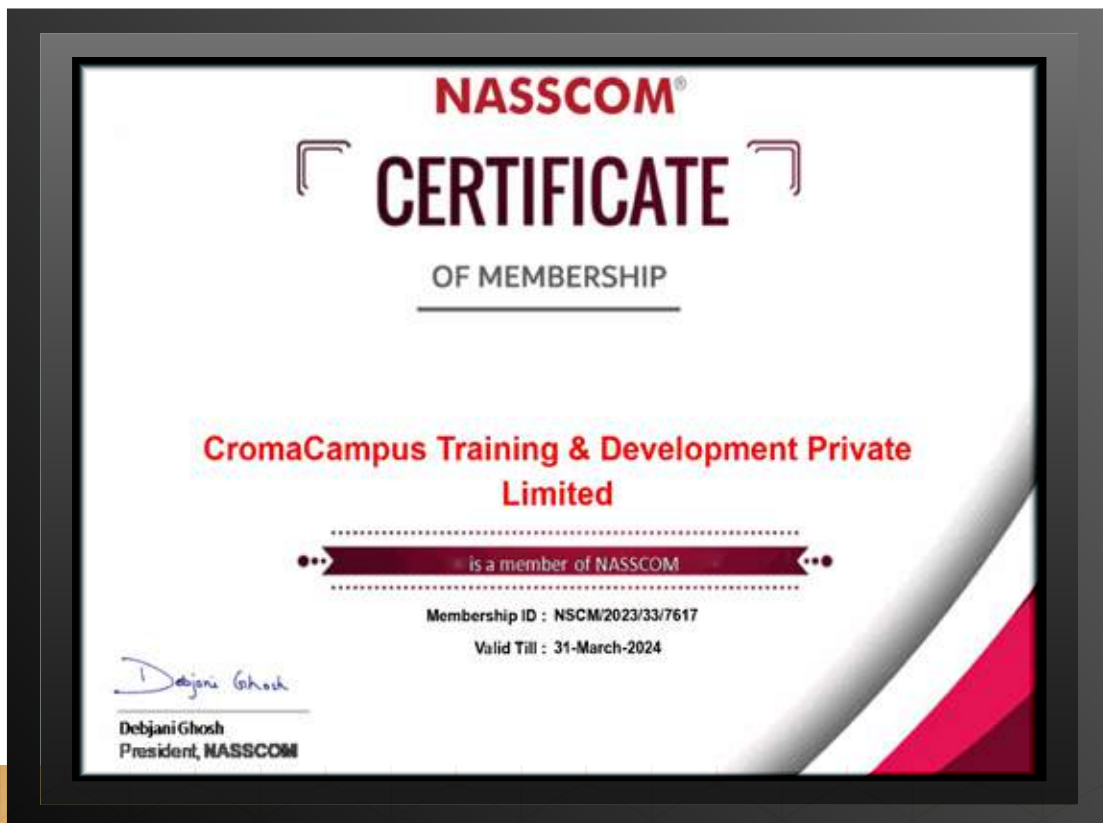 NASSCOM®
CERTIFICATE
OF MEMBERSHIP
CromaCampus Training & Development Private
Limited
is a member of NASSCOM
Membership ID : NSCM/2023/33/7617
Valid Till : 31-March-2024
Debjani Ghosh
Debjani Ghosh
President, NASSCOM